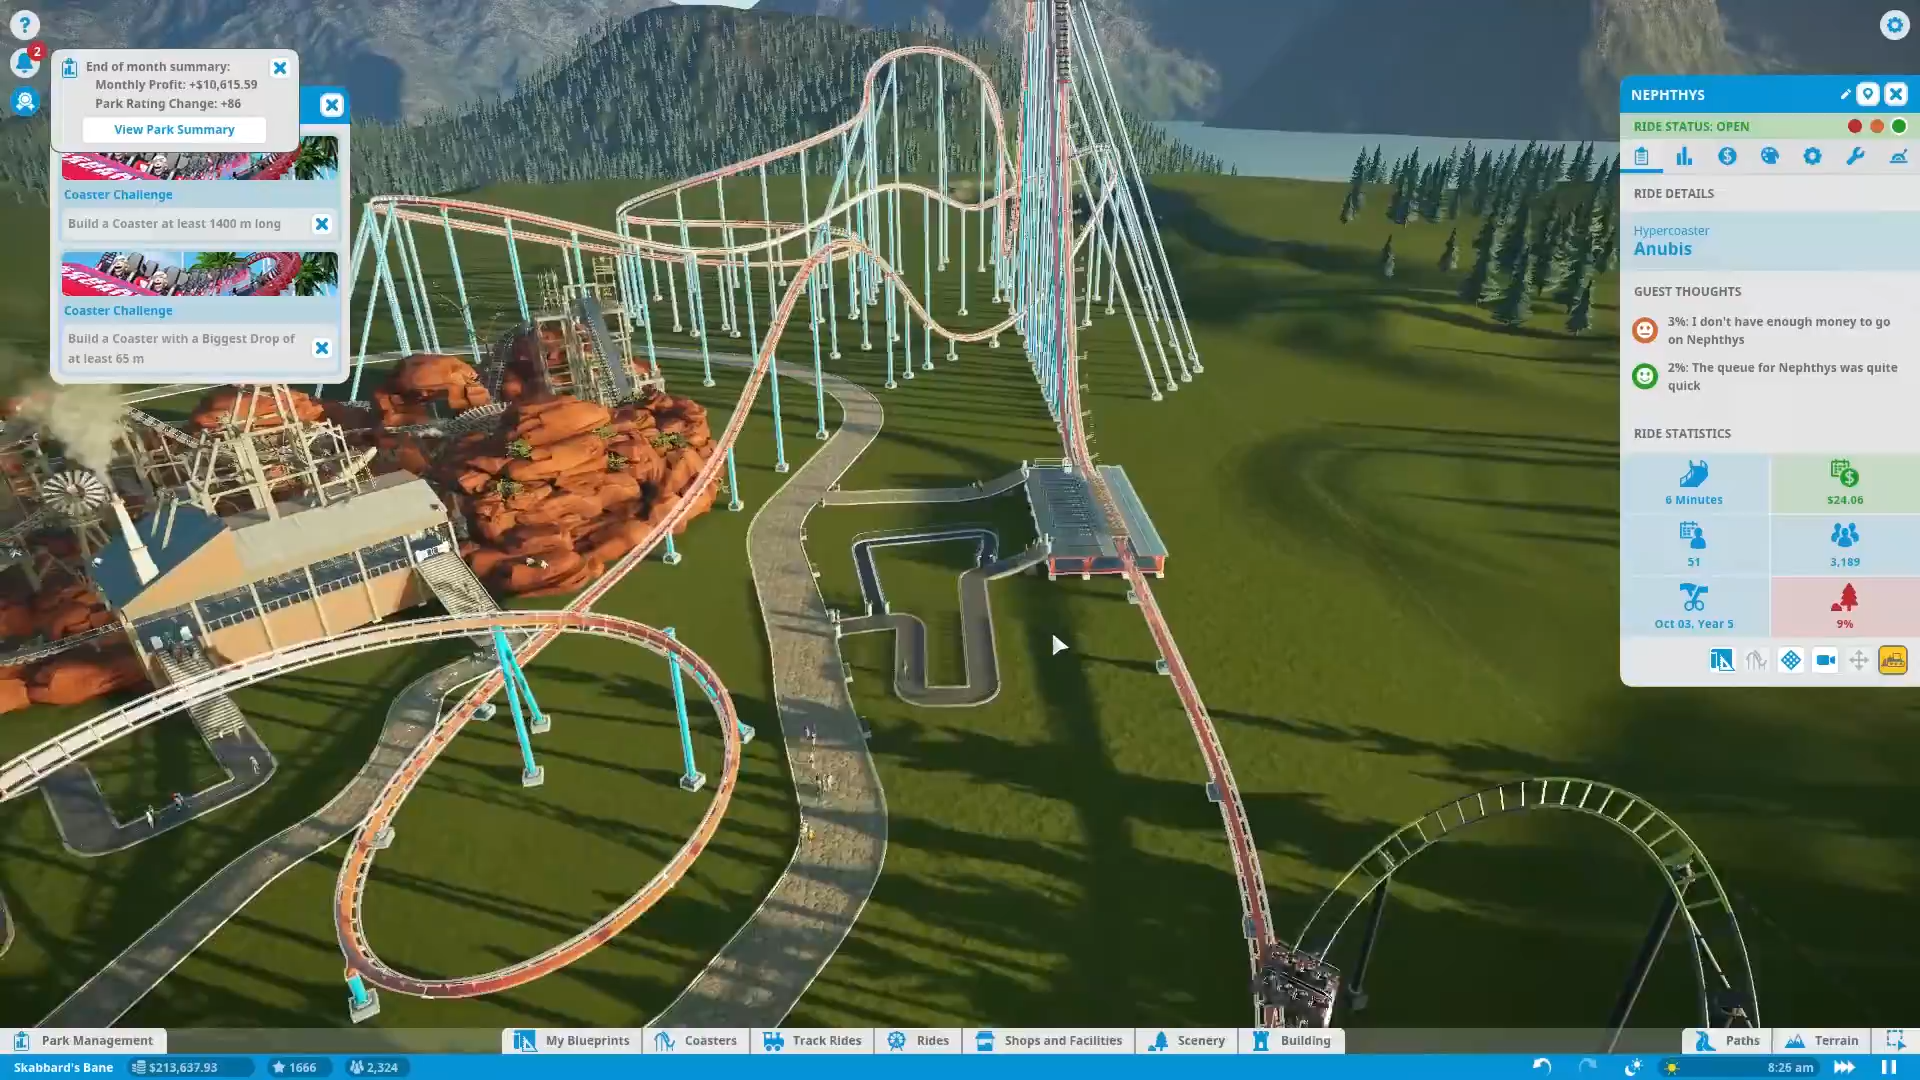 ?
2
End of month summary:
Monthly Profit: +$10,615.59
Park Rating Change: +86
View Park Summary
Coaster Challenge
Build a Coaster at least 1400 m long
Coaster Challenge
Build a Coaster with a Biggest Drop of
at least 65 m
NEPHTHYS
RIDE STATUS: OPEN
RIDE DETAILS
Hypercoaster
Anubis
GUEST THOUGHTS
3%: I don't have enough money to go
on Nephthys
2%: The queue for Nephthys was quite
quick
RIDE STATISTICS
6 Minutes
$24.06
51
3,189
Oct 03, Year 5
9%
Park Management
My Blueprints
Coasters
Track Rides
Rides
Shops and Facilities
Scenery
Building
Paths
Terrain
Skabbard's Bane
$213,637.93
1666
2,324
8:26 am